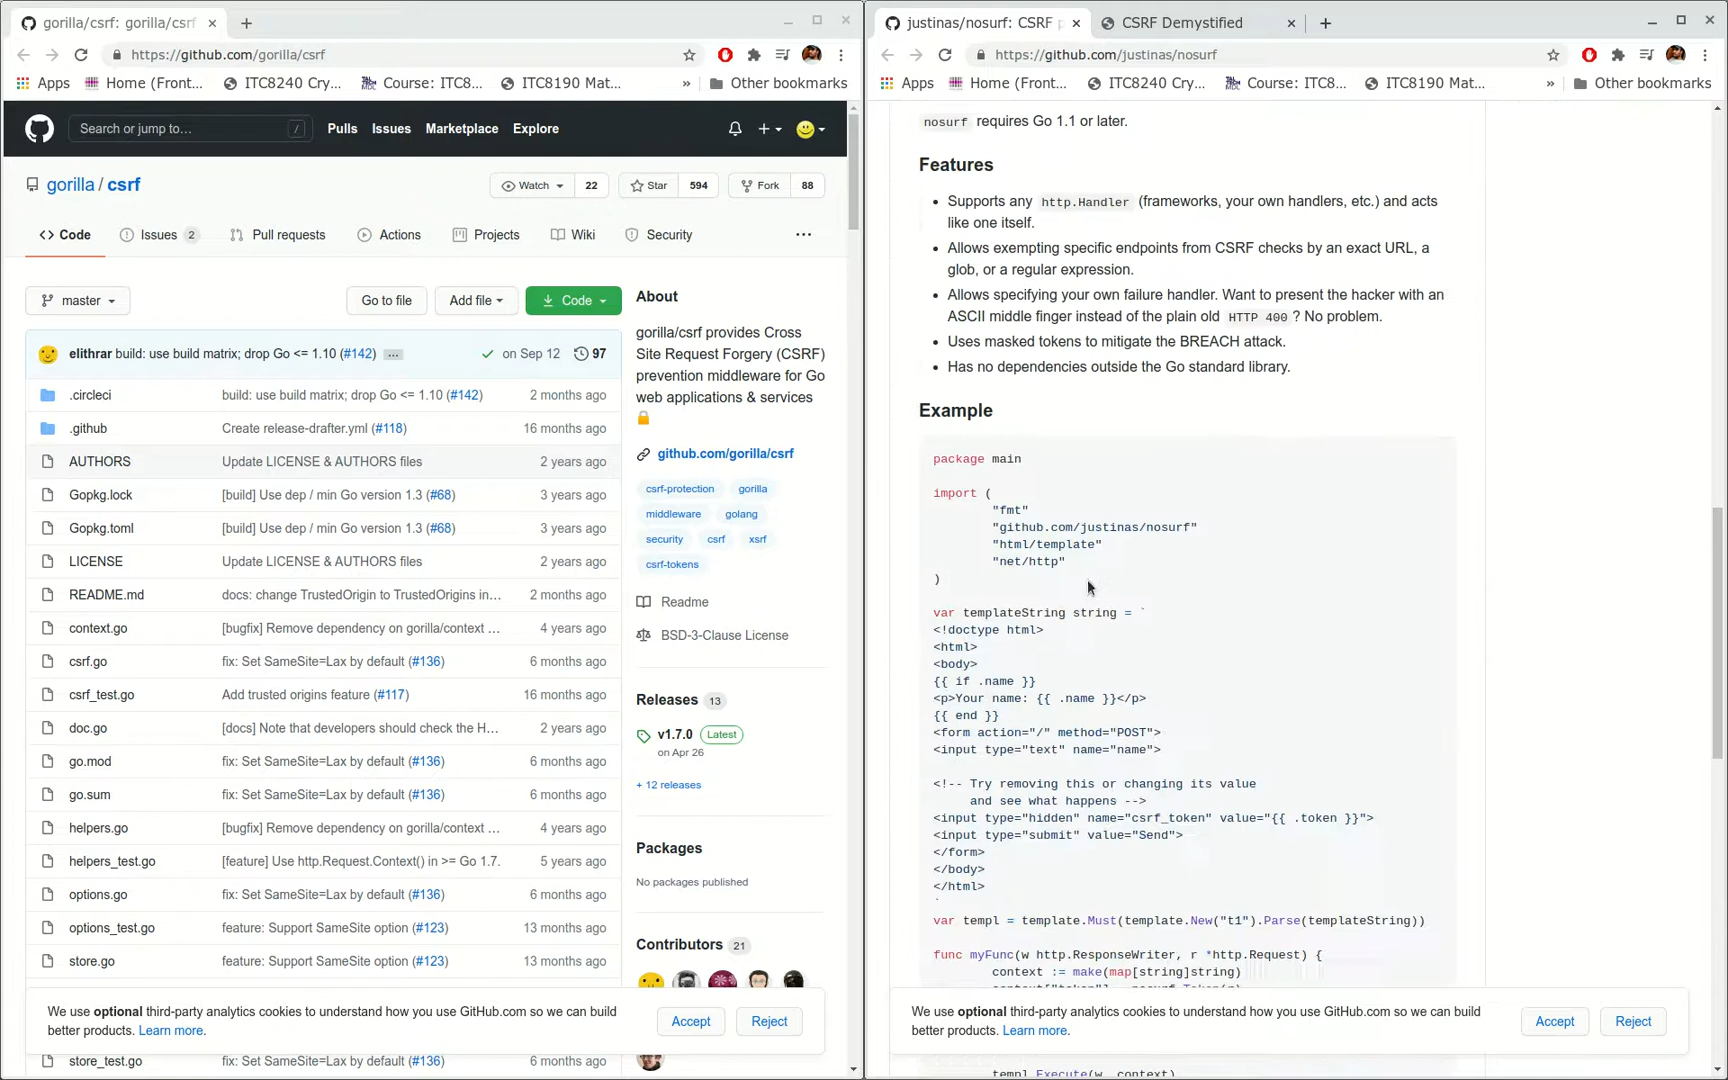 gorilla/csrf: gorilla/csrf
https://github.com/gorilla/csrf
Apps
Home (Front...
ITC8240 Cry...
Course: ITC8...
ITC8190 Mat...
»
Other bookmarks
Search or jump to…
/
Pulls
Issues
Marketplace
Explore
gorilla / csrf
Watch
22
Star
594
Fork
88
Code
Issues 2
Pull requests
Actions
Projects
Wiki
Security
...
master
Go to file
Add file
Code
elithrar build: use build matrix; drop Go <= 1.10 (#142) ...
on Sep 12
97
.circleci build: use build matrix; drop Go <= 1.10 (#142) 2 months ago
.github Create release-drafter.yml (#118) 16 months ago
AUTHORS Update LICENSE & AUTHORS files 2 years ago
Gopkg.lock [build] Use dep / min Go version 1.3 (#68) 3 years ago
Gopkg.toml [build] Use dep / min Go version 1.3 (#68) 3 years ago
LICENSE Update LICENSE & AUTHORS files 2 years ago
README.md docs: change TrustedOrigin to TrustedOrigins in... 2 months ago
context.go [bugfix] Remove dependency on gorilla/context … 4 years ago
csrf.go fix: Set SameSite=Lax by default (#136) 6 months ago
csrf_test.go Add trusted origins feature (#117) 16 months ago
doc.go [docs] Note that developers should check the H... 2 years ago
go.mod fix: Set SameSite=Lax by default (#136) 6 months ago
go.sum fix: Set SameSite=Lax by default (#136) 6 months ago
helpers.go [bugfix] Remove dependency on gorilla/context … 4 years ago
helpers_test.go [feature] Use http.Request.Context() in >= Go 1.7. 5 years ago
options.go fix: Set SameSite=Lax by default (#136) 6 months ago
options_test.go feature: Support SameSite option (#123) 13 months ago
store.go feature: Support SameSite option (#123) 13 months ago
store_test.go fix: Set SameSite=Lax by default (#136) 6 months ago
About
gorilla/csrf provides Cross
Site Request Forgery (CSRF)
prevention middleware for Go
web applications & services
github.com/gorilla/csrf
csrf-protection gorilla
middleware golang
security csrf xsrf
csrf-tokens
Readme
BSD-3-Clause License
Releases 13
v1.7.0 Latest
on Apr 26
+ 12 releases
Packages
No packages published
Contributors 21
We use optional third-party analytics cookies to understand how you use GitHub.com so we can build
better products. Learn more.
Accept
Reject
justinas/nosurf: CSRF p
CSRF Demystified
https://github.com/justinas/nosurf
Apps
Home (Front...
ITC8240 Cry...
Course: ITC8...
ITC8190 Mat...
»
Other bookmarks
nosurf requires Go 1.1 or later.
Features
• Supports any http.Handler (frameworks, your own handlers, etc.) and acts
like one itself.
• Allows exempting specific endpoints from CSRF checks by an exact URL, a
glob, or a regular expression.
• Allows specifying your own failure handler. Want to present the hacker with an
ASCII middle finger instead of the plain old HTTP 400 ? No problem.
• Uses masked tokens to mitigate the BREACH attack.
• Has no dependencies outside the Go standard library.
Example
package main
import (
"fmt"
"github.com/justinas/nosurf"
"html/template"
"net/http"
)
var templateString string = `
<!doctype html>
<html>
<body>
{{ if .name }}
<p>Your name: {{ .name }}</p>
{{ end }}
<form action="/" method="POST">
<input type="text" name="name">
<!-- Try removing this or changing its value
and see what happens -->
<input type="hidden" name="csrf_token" value="{{ .token }}">
<input type="submit" value="Send">
</form>
</body>
</html>
`
var templ = template.Must(template.New("t1").Parse(templateString))
func myFunc(w http.ResponseWriter, r *http.Request) {
context := make(map[string]string)
context["token"] = nosurf.Token(r)
We use optional third-party analytics cookies to understand how you use GitHub.com so we can build
better products. Learn more.
Accept
Reject
templ.Execute(w, context)